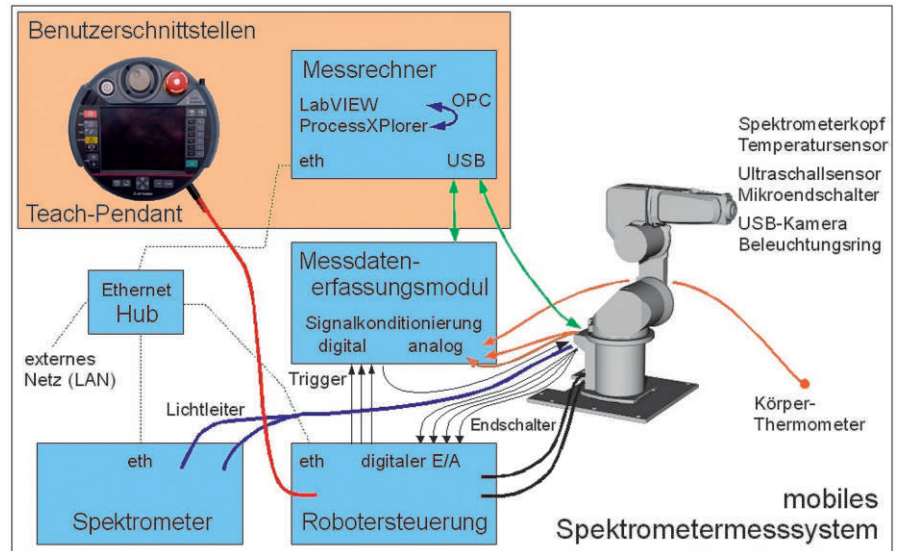 Benutzerschnittstellen
Teach-Pendant
Messrechner
LabVIEW OPC
ProcessXPlorer
eth USB
Spektrometerkopf
Temperatursensor
Ultraschallsensor
Mikroendschalter
USB-Kamera
Beleuchtungsring
Ethernet
Hub
externes
Netz (LAN)
Messdaten-
erfassungsmodul
Signalkonditionierung
digital analog
Trigger
Lichtleiter
Endschalter
Körper-
Thermometer
eth
Spektrometer
eth digitaler E/A
Robotersteuerung
mobiles
Spektrometermesssystem